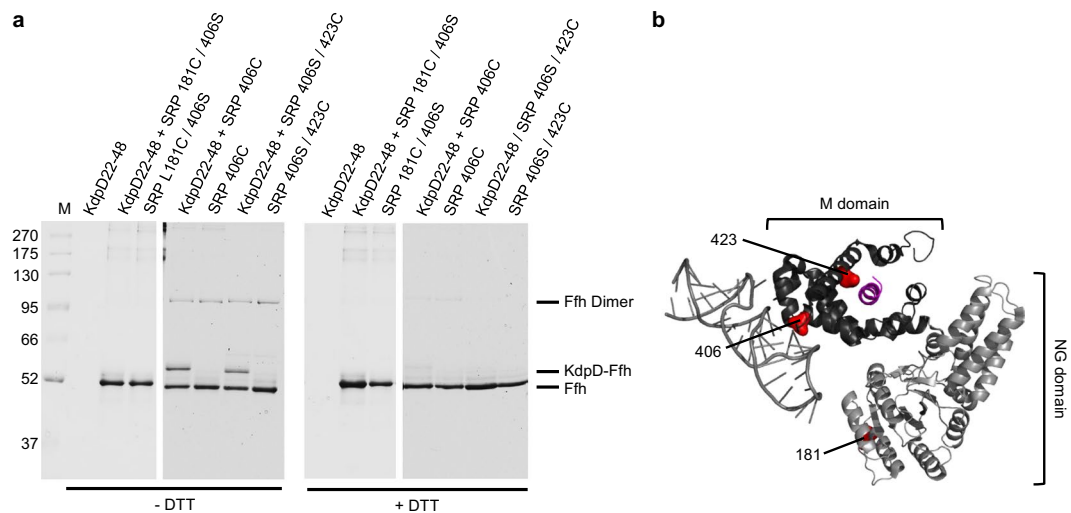 a
b
KdpD22-48
KdpD22-48 + SRP 181C / 406S
SRP L181C / 406S
KdpD22-48 + SRP 406C
SRP 406C
KdpD22-48 + SRP 406S / 423C
SRP 406S / 423C
KdpD22-48
KdpD22-48 + SRP 181C / 406S
SRP 181C / 406S
KdpD22-48 + SRP 406C
SRP 406C
KdpD22-48 / SRP 406S / 423C
SRP 406S / 423C
M
270
175
130
95
66
52
37
Ffh Dimer
KdpD-Ffh
Ffh
- DTT
+ DTT
M domain
423
406
181
NG domain